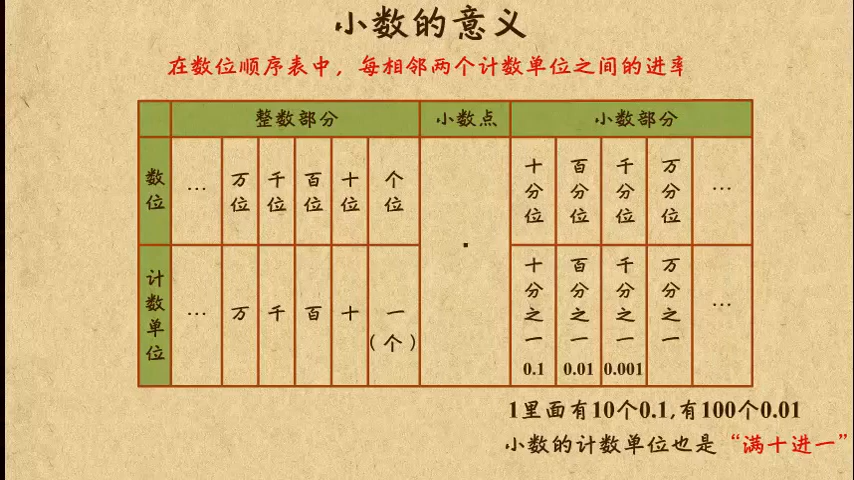 小数的意义
在数位顺序表中，每相邻两个计数单位之间的进率
整数部分 小数点 小数部分
数位 … 万位 千位 百位 十位 个位 . 十分位 百分位 千分位 万分位 …
计数单位 … 万 千 百 十 一（个） 十分之一 0.1 百分之一 0.01 千分之一 0.001 万分之一 …
1里面有10个0.1,有100个0.01
小数的计数单位也是“满十进一”